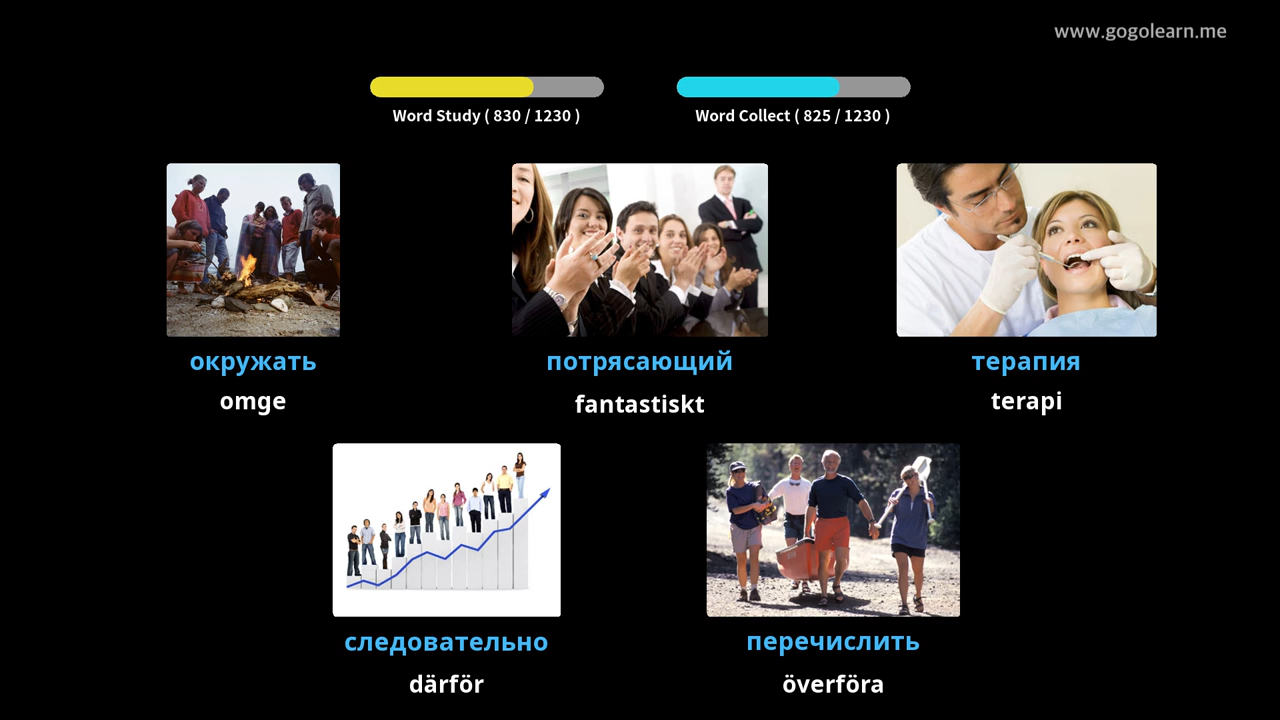 www.gogolearn.me
Word Study ( 830 / 1230 )
Word Collect ( 825 / 1230 )
окружать
omge
потрясающий
fantastiskt
терапия
terapi
следовательно
därför
перечислить
överföra